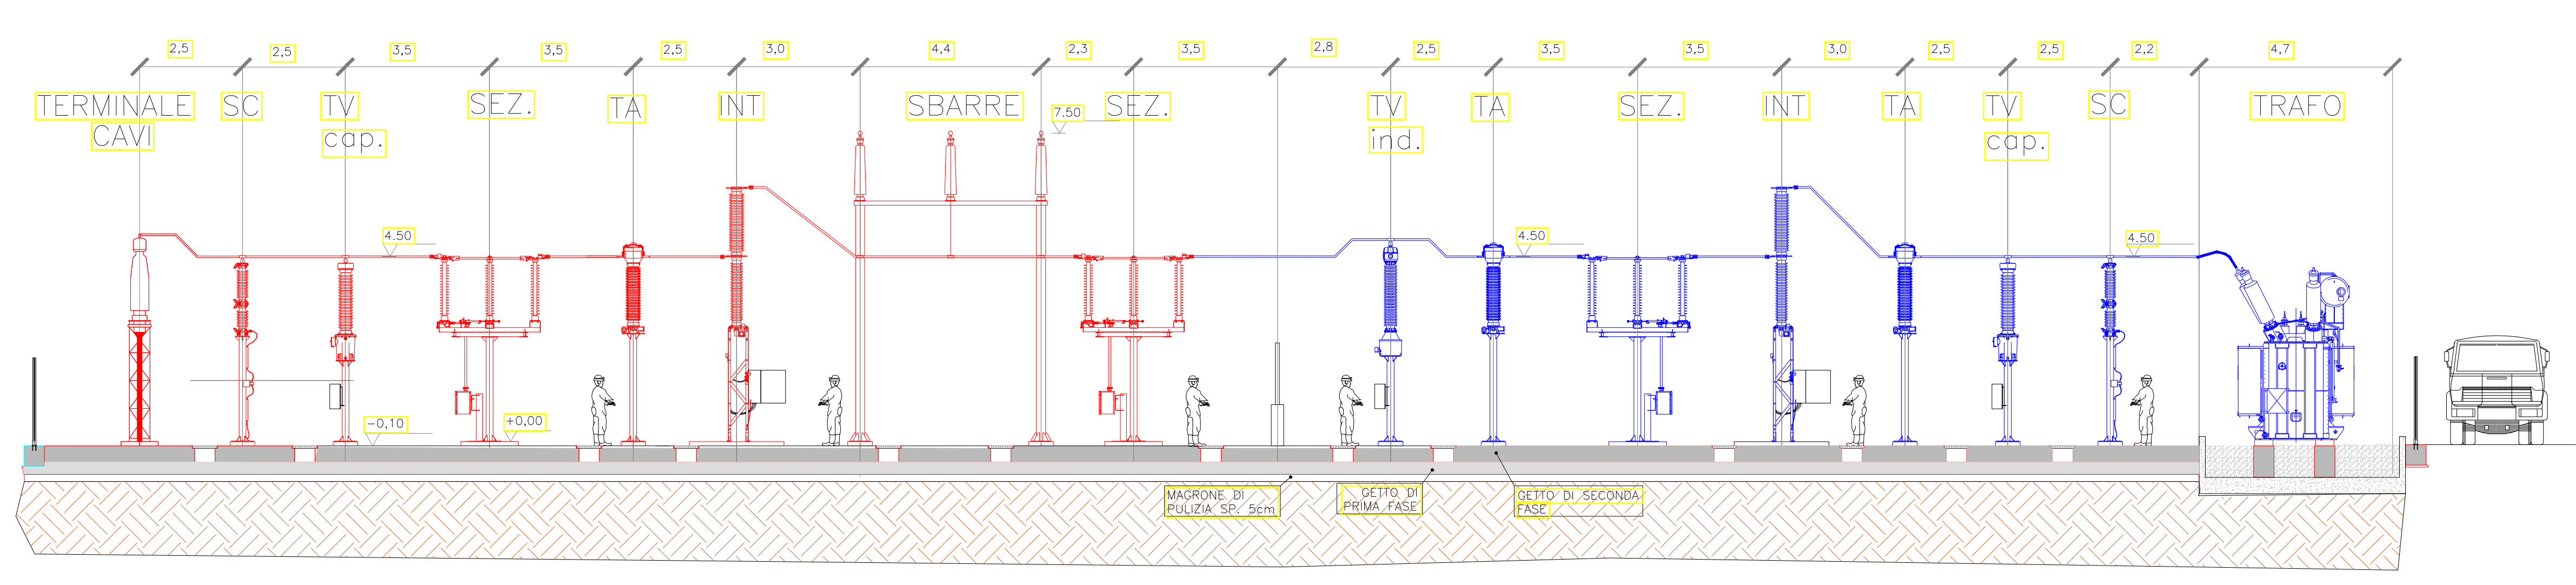 2,5 2,5 3,5 3,5 2,5 3,0 4,4 2,3 3,5 2,8 2,5 3,5 3,5 3,0 2,5 2,5 2,2 4,7
TERMINALE SC TV SEZ. TA INT SBARRE 7.50 SEZ. TV TA SEZ. INT TA TV SC TRAFO
CAVI cap. ind. cap.
4.50 4.50 4.50
-0,10 +0,00
MAGRONE DI
PULIZIA SP. 5cm
GETTO DI
PRIMA FASE
GETTO DI SECONDA
FASE